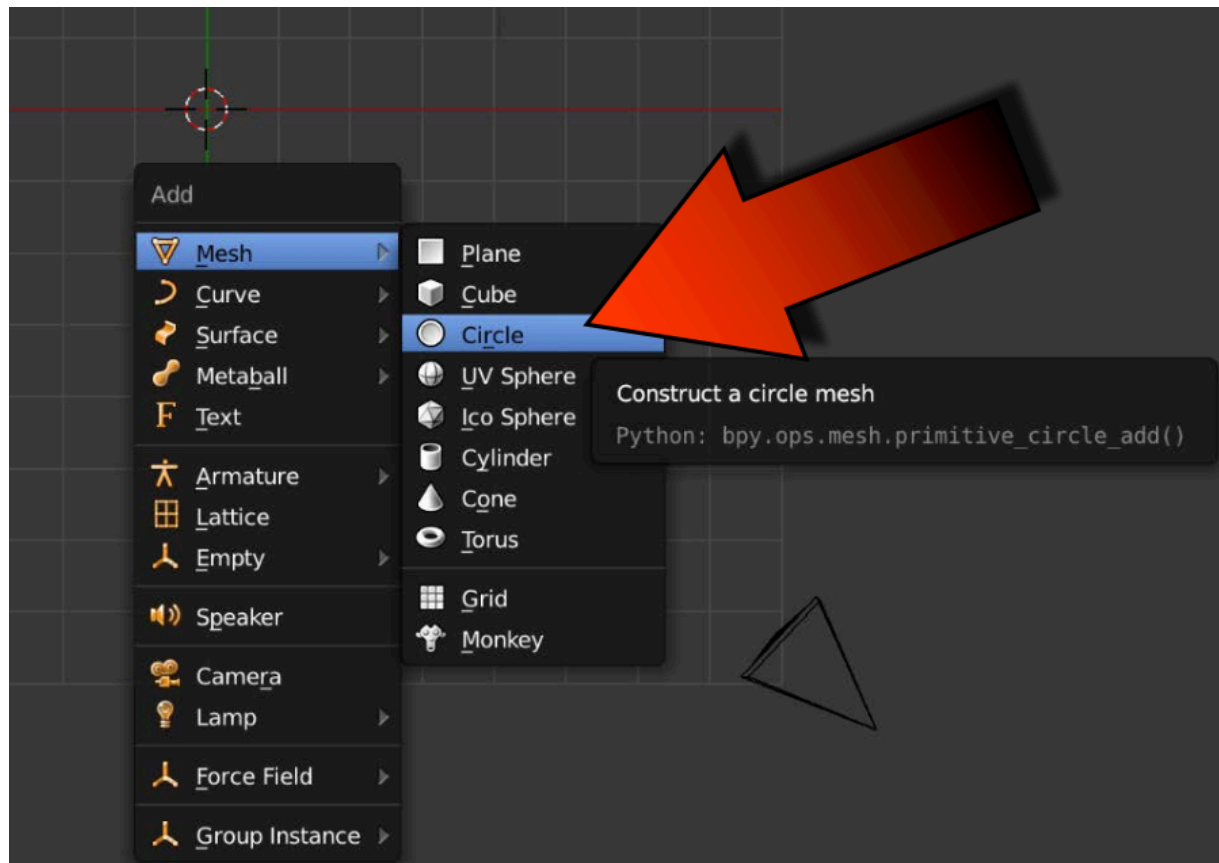 Add
Mesh
Curve
Surface
Metaball
Text
Armature
Lattice
Empty
Speaker
Camera
Lamp
Force Field
Group Instance
Plane
Cube
Circle
UV Sphere
Ico Sphere
Cylinder
Cone
Torus
Grid
Monkey
Construct a circle mesh
Python: bpy.ops.mesh.primitive_circle_add()